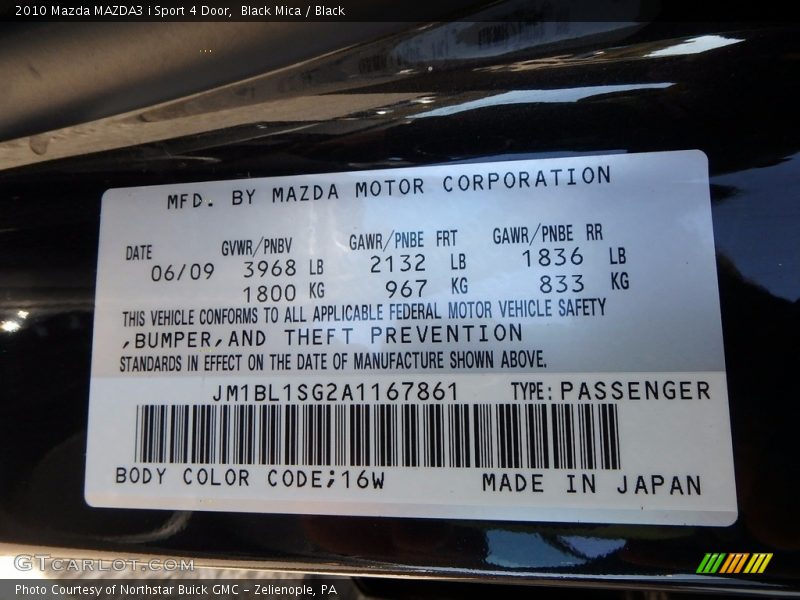 2010 Mazda MAZDA3 i Sport 4 Door,  Black Mica / Black
MFD. BY MAZDA MOTOR CORPORATION
DATE GVWR/PNBV GAWR/PNBE FRT GAWR/PNBE RR
06/09 3968 LB 2132 LB 1836 LB
1800 KG 967 KG 833 KG
THIS VEHICLE CONFORMS TO ALL APPLICABLE FEDERAL MOTOR VEHICLE SAFETY
,BUMPER,AND THEFT PREVENTION
STANDARDS IN EFFECT ON THE DATE OF MANUFACTURE SHOWN ABOVE.
JM1BL1SG2A1167861 TYPE:PASSENGER
BODY COLOR CODE;16W MADE IN JAPAN
GTCarLot.com
Photo Courtesy of Northstar Buick GMC - Zelienople, PA